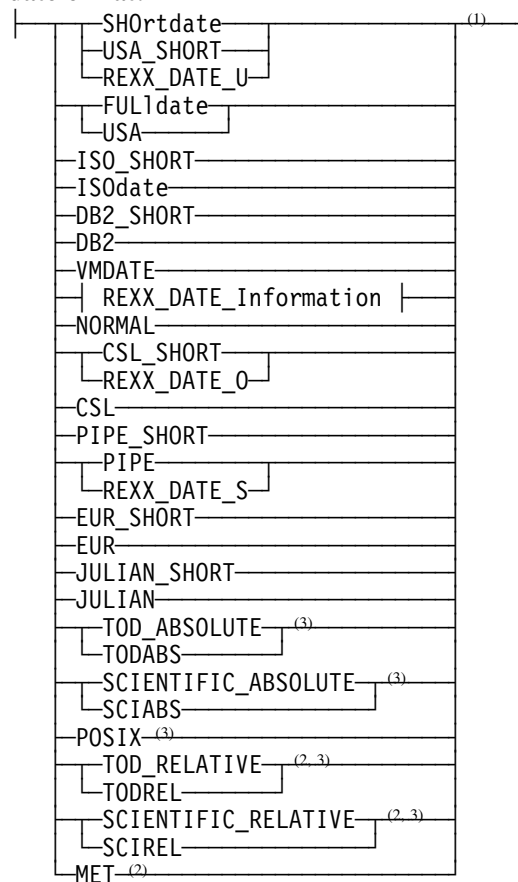 SHOrtdate (1)
USA_SHORT
REXX_DATE_U
FULldate
USA
ISO_SHORT
ISOdate
DB2_SHORT
DB2
VMDATE
REXX_DATE_Information
NORMAL
CSL_SHORT
REXX_DATE_O
CSL
PIPE_SHORT
PIPE
REXX_DATE_S
EUR_SHORT
EUR
JULIAN_SHORT
JULIAN
TOD_ABSOLUTE (3)
TODABS
SCIENTIFIC_ABSOLUTE (3)
SCIABS
POSIX (3)
TOD_RELATIVE (2, 3)
TODREL
SCIENTIFIC_RELATIVE (2, 3)
SCIREL
MET (2)